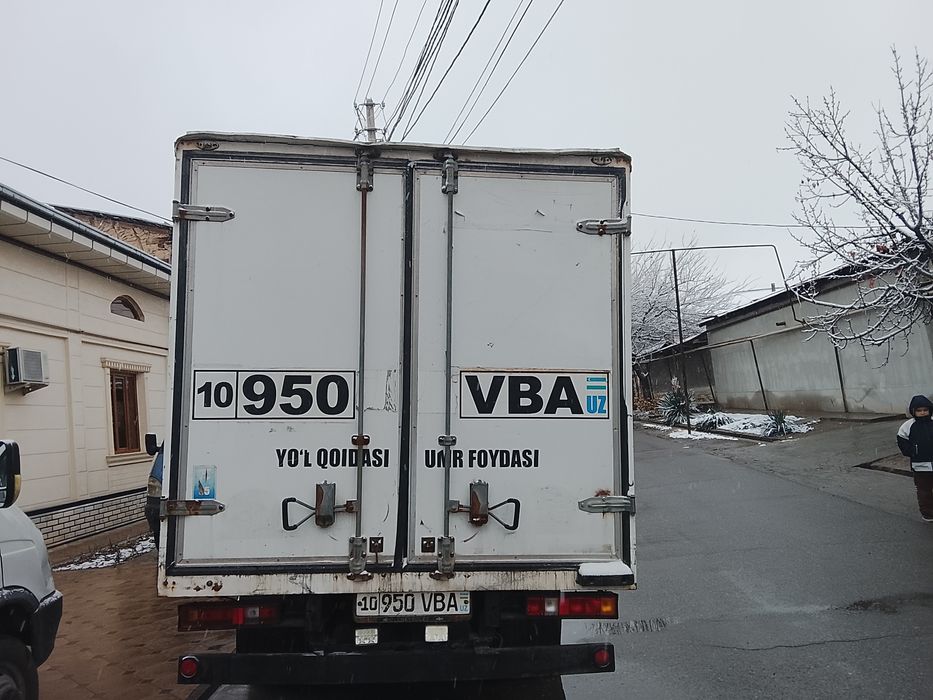 10 950 VBA UZ
YO'L QOIDASI UMR FOYDASI
10 950 VBA UZ